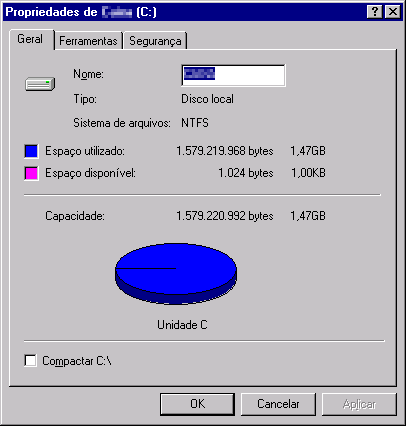 Propriedades de (C:)
Geral Ferramentas Segurança
Nome:
Tipo: Disco local
Sistema de arquivos: NTFS
Espaço utilizado: 1.579.219.968 bytes 1,47GB
Espaço disponível: 1.024 bytes 1,00KB
Capacidade: 1.579.220.992 bytes 1,47GB
Unidade C
Compactar C:\
OK Cancelar Aplicar